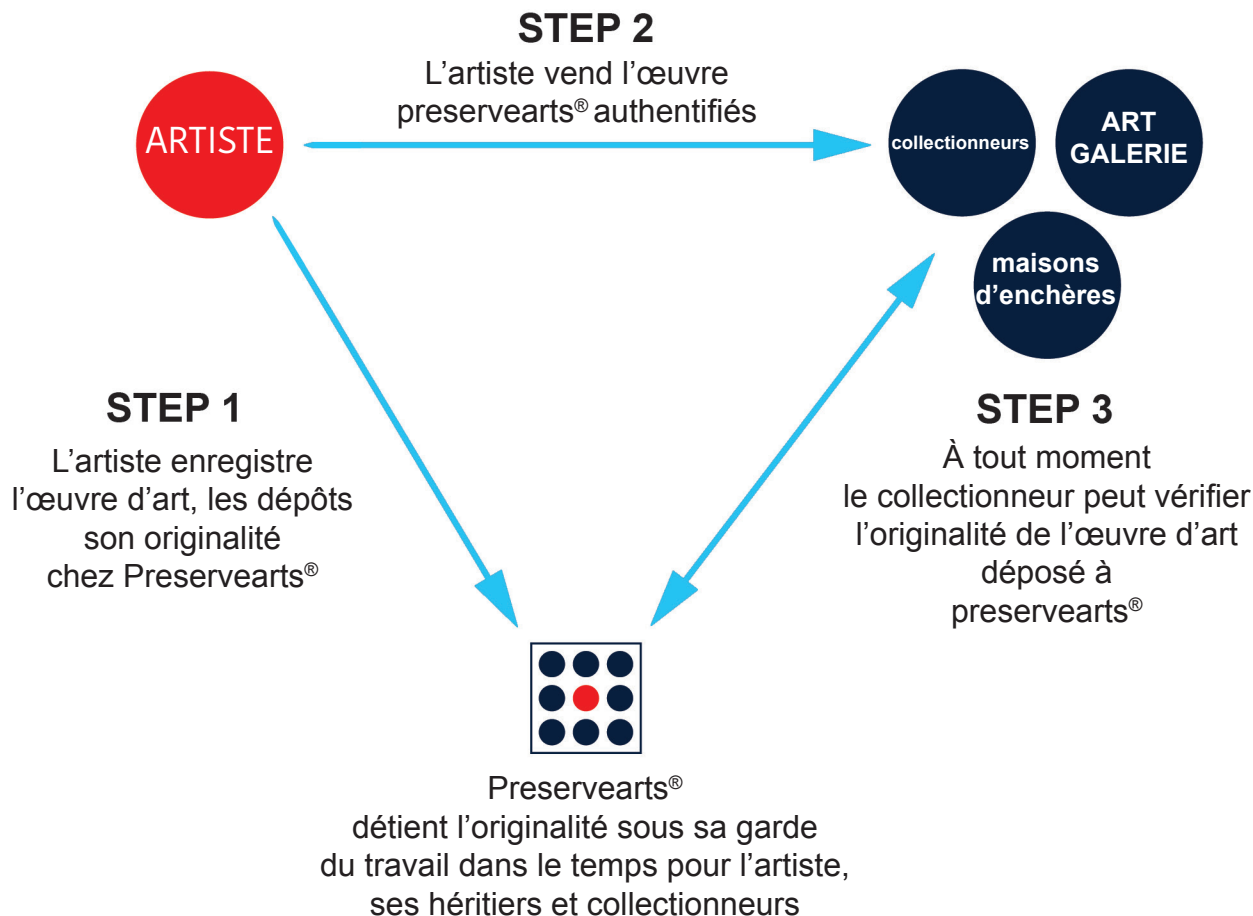 STEP 2
L’artiste vend l’œuvre
preservearts® authentifiés
ARTISTE
collectionneurs
ART
GALERIE
maisons
d’enchères
STEP 1
L’artiste enregistre
l’œuvre d’art, les dépôts
son originalité
chez Preservearts®
STEP 3
À tout moment
le collectionneur peut vérifier
l’originalité de l’œuvre d’art
déposé à
preservearts®
Preservearts®
détient l’originalité sous sa garde
du travail dans le temps pour l’artiste,
ses héritiers et collectionneurs